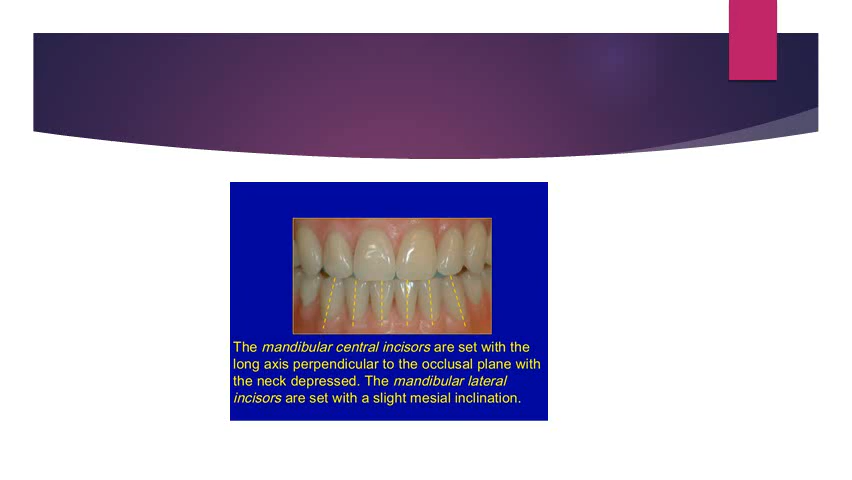 The mandibular central incisors are set with the
long axis perpendicular to the occlusal plane with
the neck depressed. The mandibular lateral
incisors are set with a slight mesial inclination.